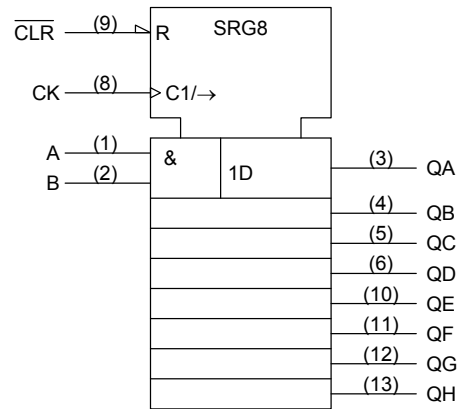 CLR (9) R SRG8
CK (8) C1/→
A (1) & 1D (3) QA
B (2)
(4) QB
(5) QC
(6) QD
(10) QE
(11) QF
(12) QG
(13) QH